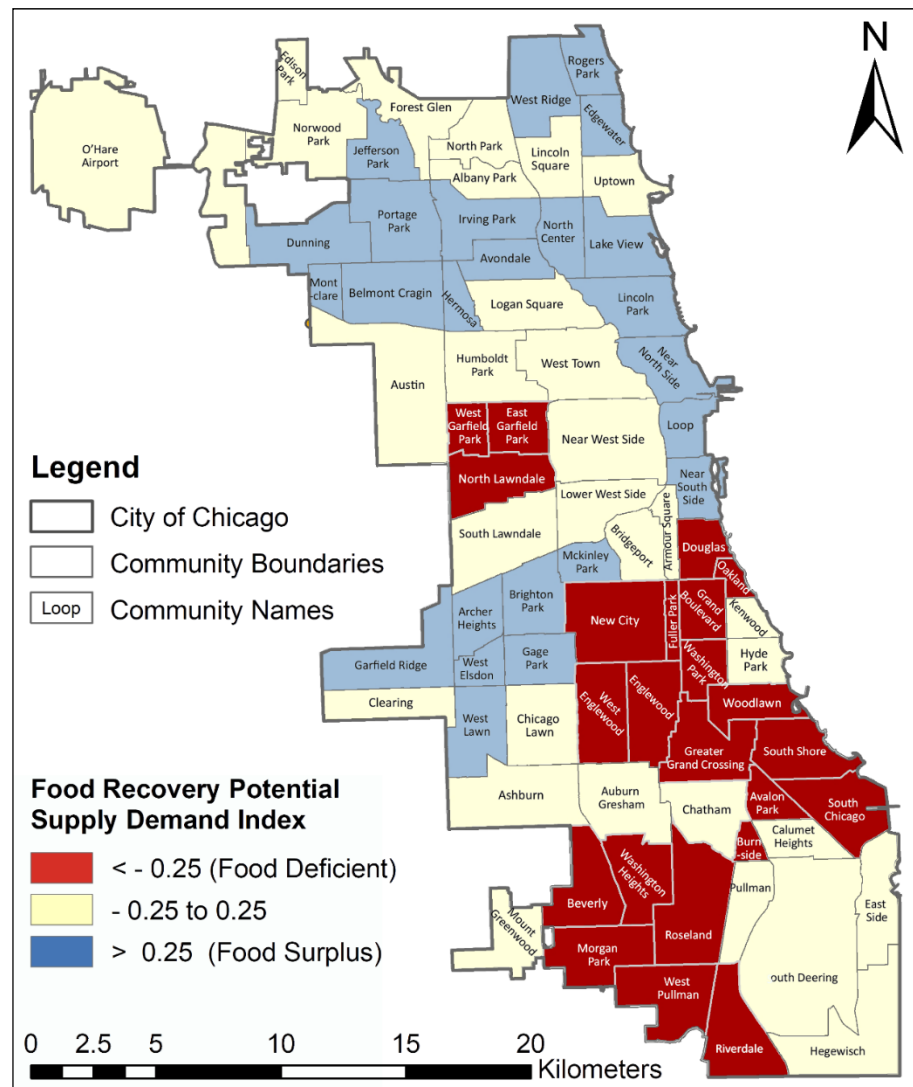 N
Rogers
Park
West Ridge
Edgewater
Edison
Park
Forest Glen
O'Hare
Airport
Norwood
Park
Jefferson
Park
North Park
Lincoln
Square
Albany Park
Uptown
Portage
Park
Irving Park
North
Center
Lake View
Dunning
Avondale
Mont
-clare
Belmont Cragin
Hermosa
Logan Square
Lincoln
Park
Near
North Side
Humboldt
Park
West Town
Austin
West
Garfield
Park
East
Garfield
Park
Near West Side
Loop
North Lawndale
Near
South
Side
Lower West Side
Armour Square
South Lawndale
Bridgeport
Douglas
Mckinley
Park
Oakland
Brighton
Park
Archer
Heights
New City
Fuller Park
Grand
Boulevard
Kenwood
Garfield Ridge
West
Elsdon
Gage
Park
Washington
Park
Hyde
Park
Clearing
West
Lawn
Chicago
Lawn
West
Englewood
Englewood
Woodlawn
Greater
Grand Crossing
South Shore
Ashburn
Auburn
Gresham
Chatham
Avalon
Park
South
Chicago
Burn
-side
Calumet
Heights
Washington
Heights
Beverly
Pullman
East
Side
Mount
Greenwood
Roseland
Morgan
Park
West
Pullman
outh Deering
Riverdale
Hegewisch
Legend
City of Chicago
Community Boundaries
Loop Community Names
Food Recovery Potential
Supply Demand Index
< - 0.25 (Food Deficient)
- 0.25 to 0.25
> 0.25 (Food Surplus)
0 2.5 5 10 15 20
Kilometers